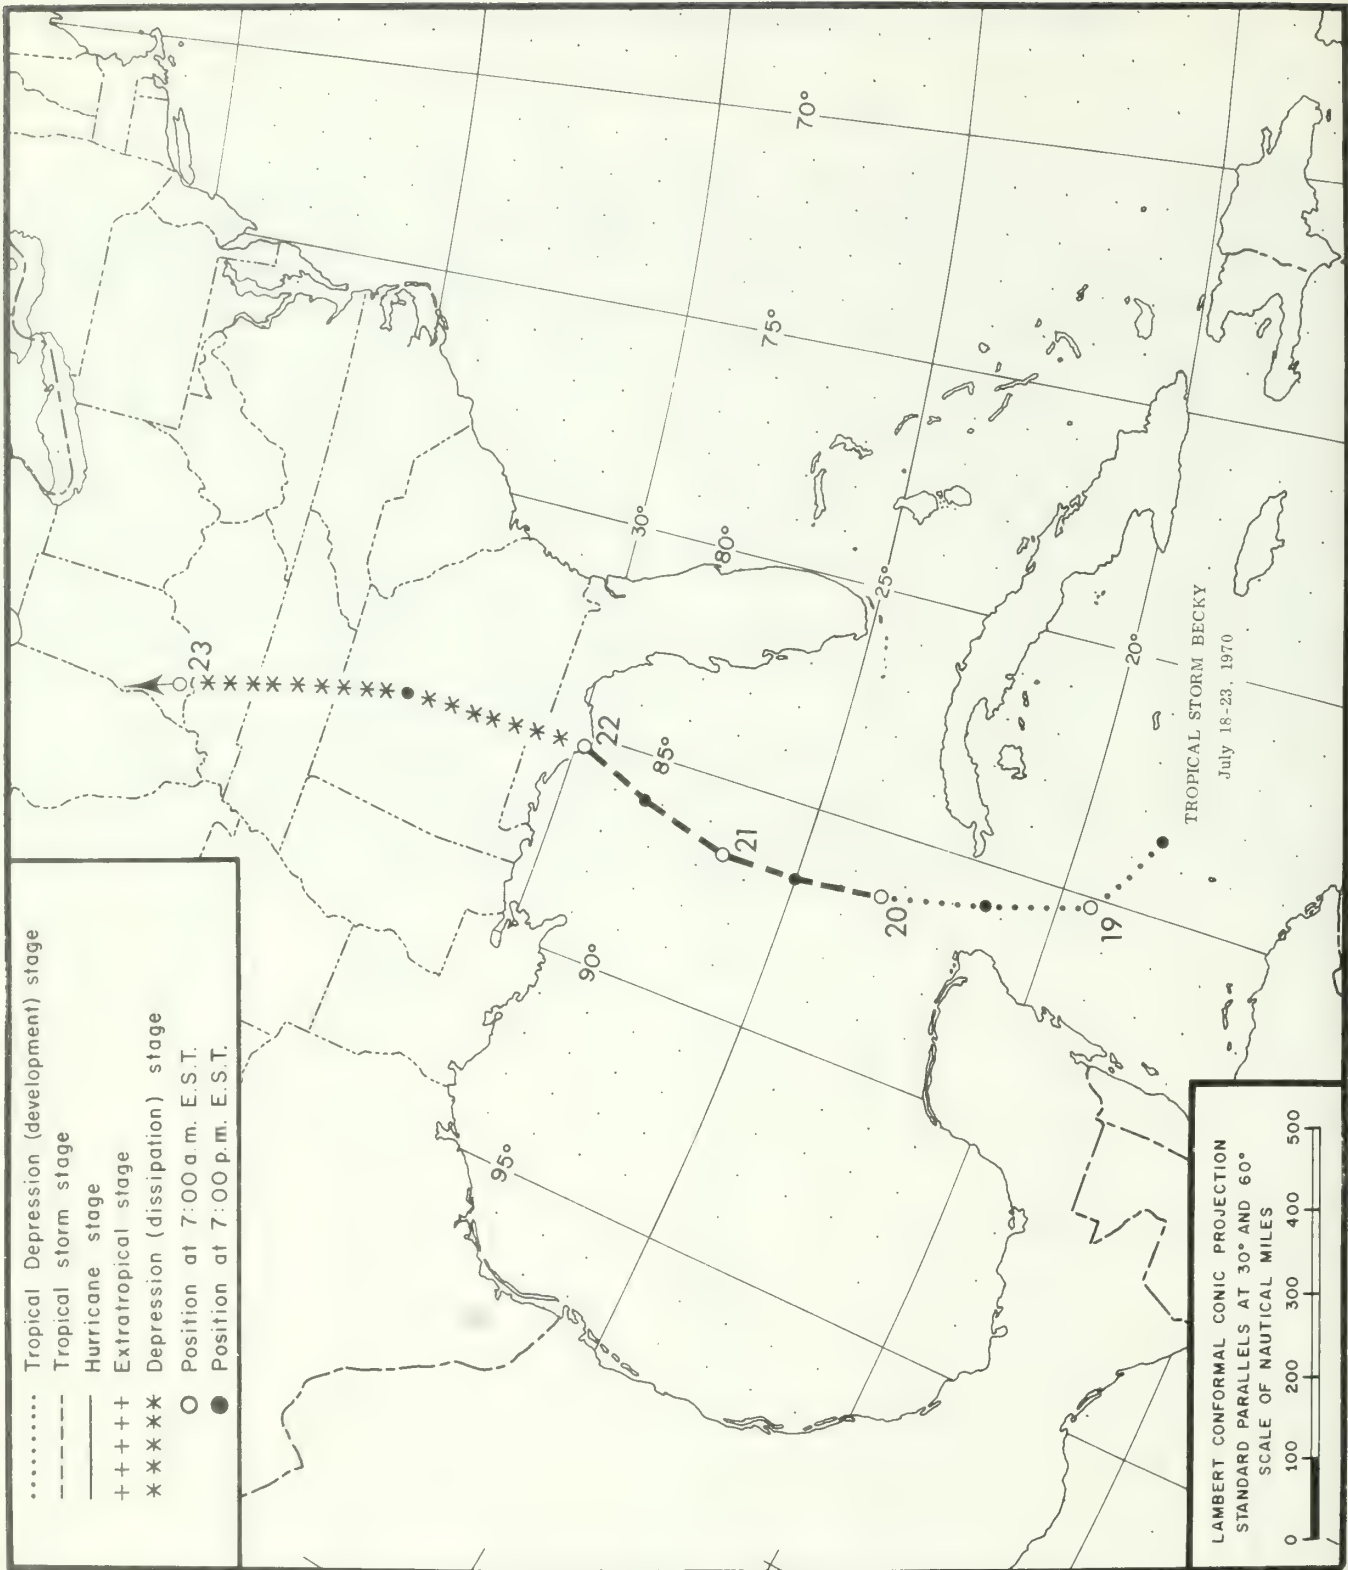 Tropical Depression (development) stage
Tropical storm stage
Hurricane stage
Extratropical stage
Depression (dissipation) stage
Position at 7:00 a.m. E.S.T.
Position at 7:00 p.m. E.S.T.
70°
75°
30°
80°
25°
20°
85°
90°
95°
23
22
21
20
19
TROPICAL STORM BECKY
July 18-23, 1970
LAMBERT CONFORMAL CONIC PROJECTION
STANDARD PARALLELS AT 30° AND 60°
SCALE OF NAUTICAL MILES
0 100 200 300 400 500